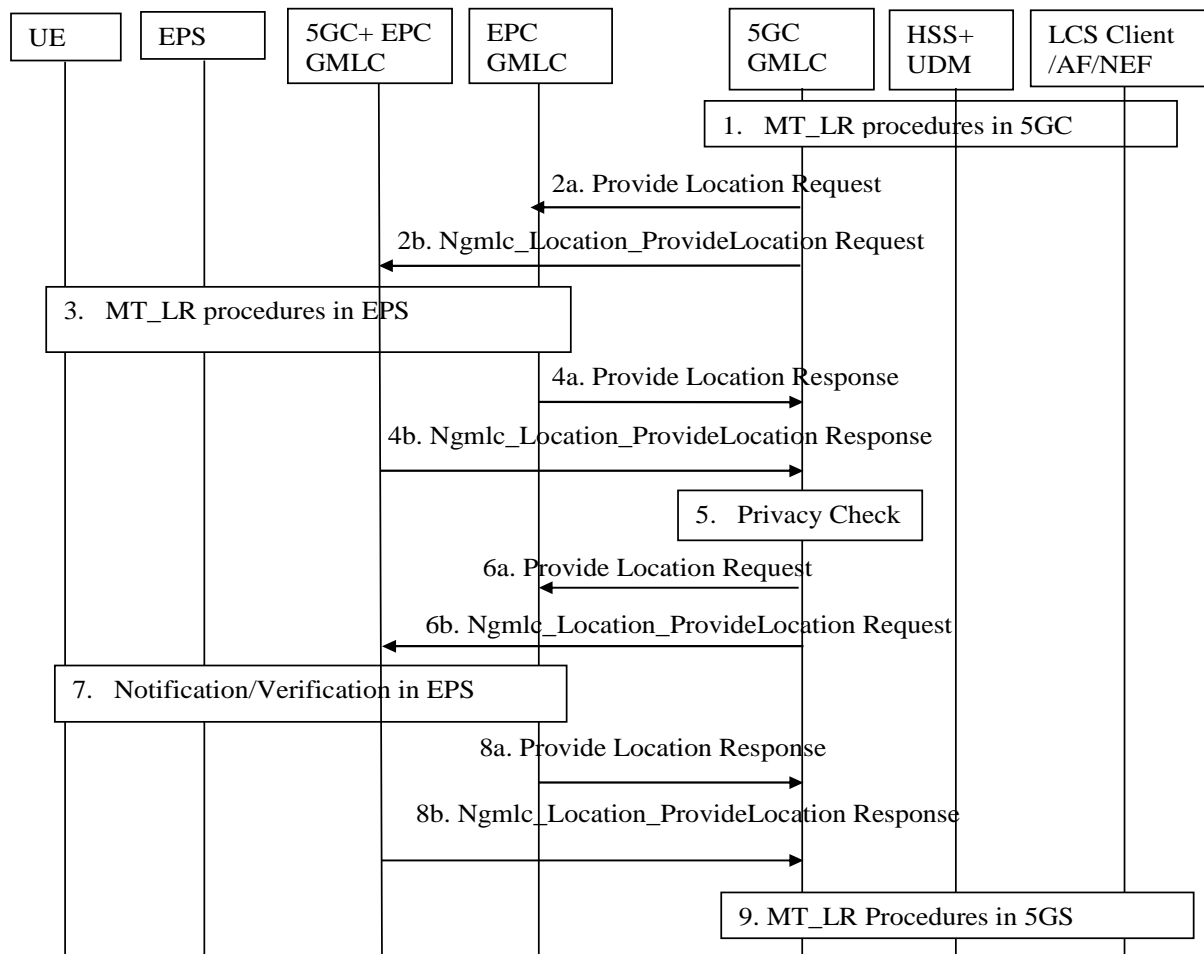 UE
EPS
5GC+ EPC
GMLC
EPC
GMLC
5GC
GMLC
HSS+
UDM
LCS Client
/AF/NEF
1. MT_LR procedures in 5GC
2a. Provide Location Request
2b. Ngmlc_Location_ProvideLocation Request
3. MT_LR procedures in EPS
4a. Provide Location Response
4b. Ngmlc_Location_ProvideLocation Response
5. Privacy Check
6a. Provide Location Request
6b. Ngmlc_Location_ProvideLocation Request
7. Notification/Verification in EPS
8a. Provide Location Response
8b. Ngmlc_Location_ProvideLocation Response
9. MT_LR Procedures in 5GS